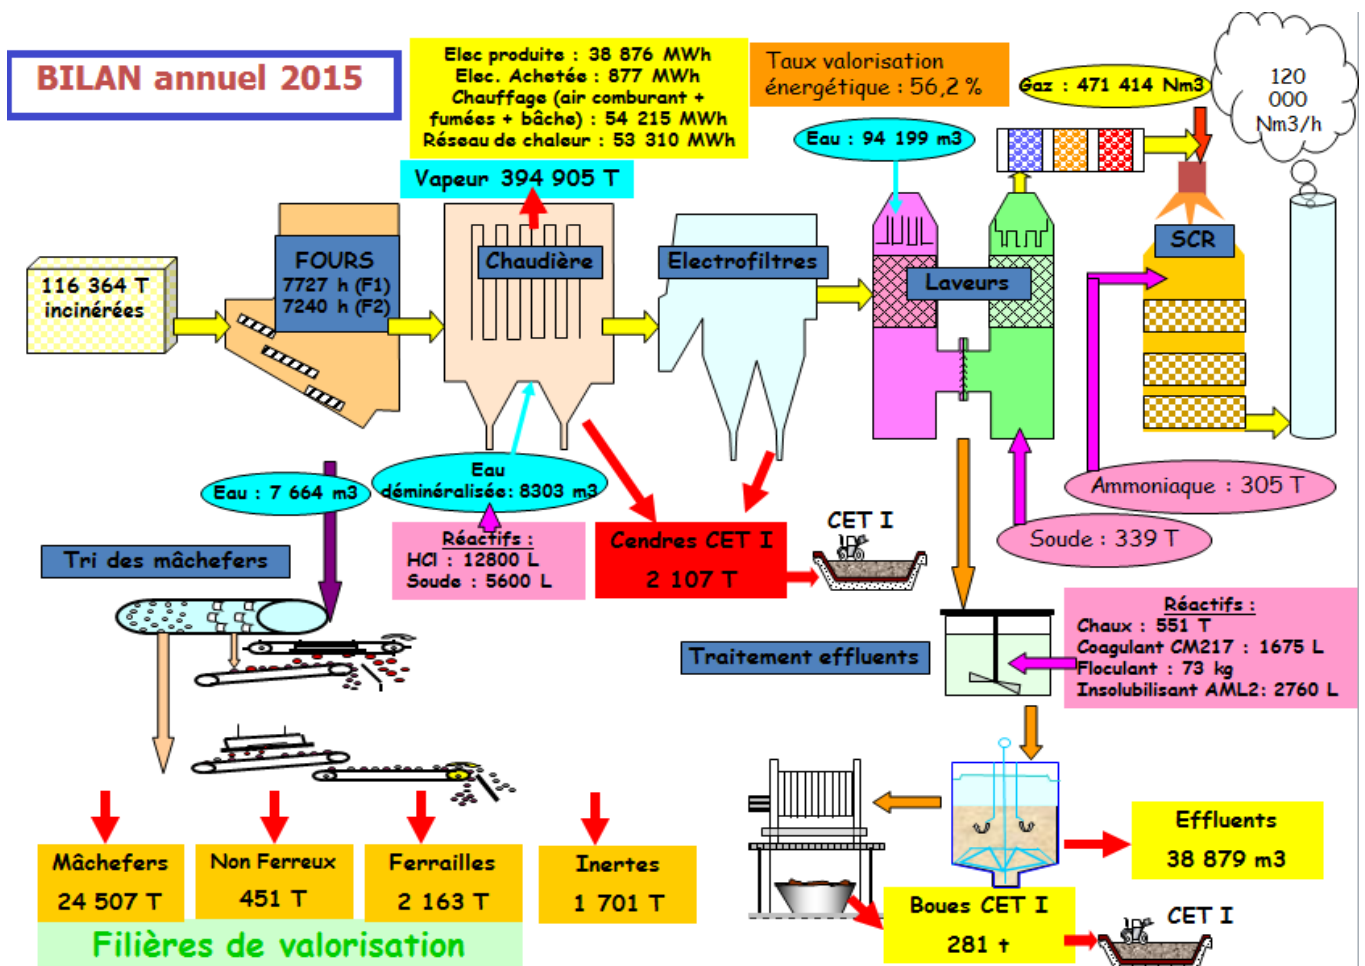 BILAN annuel 2015
Elec produite : 38 876 MWh
Elec. Achetée : 877 MWh
Chauffage (air comburant +
fumées + bâche) : 54 215 MWh
Réseau de chaleur : 53 310 MWh
Taux valorisation
énergétique : 56,2 %
Gaz : 471 414 Nm3
120
000
Nm3/h
Eau : 94 199 m3
Vapeur 394 905 T
116 364 T
incinérées
FOURS
7727 h (F1)
7240 h (F2)
Chaudière
Electrofiltres
Laveurs
SCR
Eau : 7 664 m3
Eau
déminéralisée: 8303 m3
Ammoniaque : 305 T
Soude : 339 T
Réactifs :
HCl : 12800 L
Soude : 5600 L
Cendres CET I
2 107 T
CET I
Tri des mâchefers
Traitement effluents
Réactifs :
Chaux : 551 T
Coagulant CM217 : 1675 L
Floculant : 73 kg
Insolubilisant AML2: 2760 L
Mâchefers
24 507 T
Non Ferreux
451 T
Ferrailles
2 163 T
Inertes
1 701 T
Filières de valorisation
Effluents
38 879 m3
Boues CET I
281 t
CET I